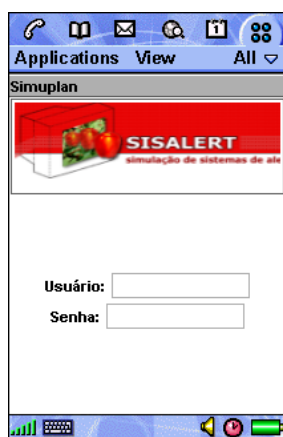 Applications View All
Simuplan
SISALERT
simulação de sistemas de ale
Usuário:
Senha: